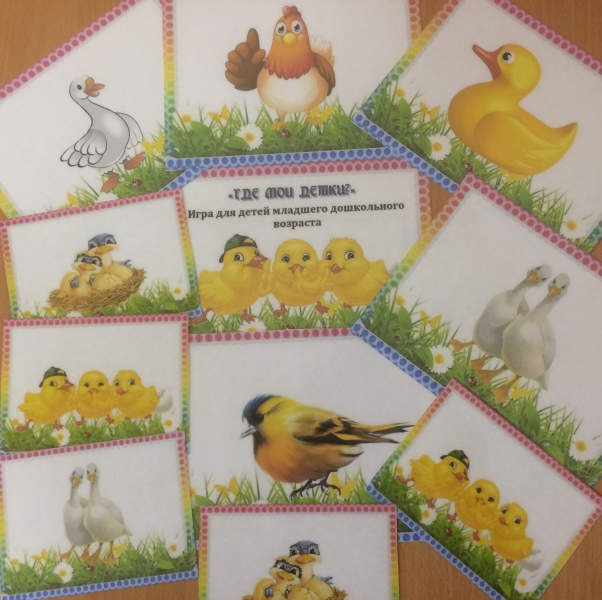 «ГДЕ МОИ ДЕТКИ?»
Игра для детей младшего дошкольного
возраста